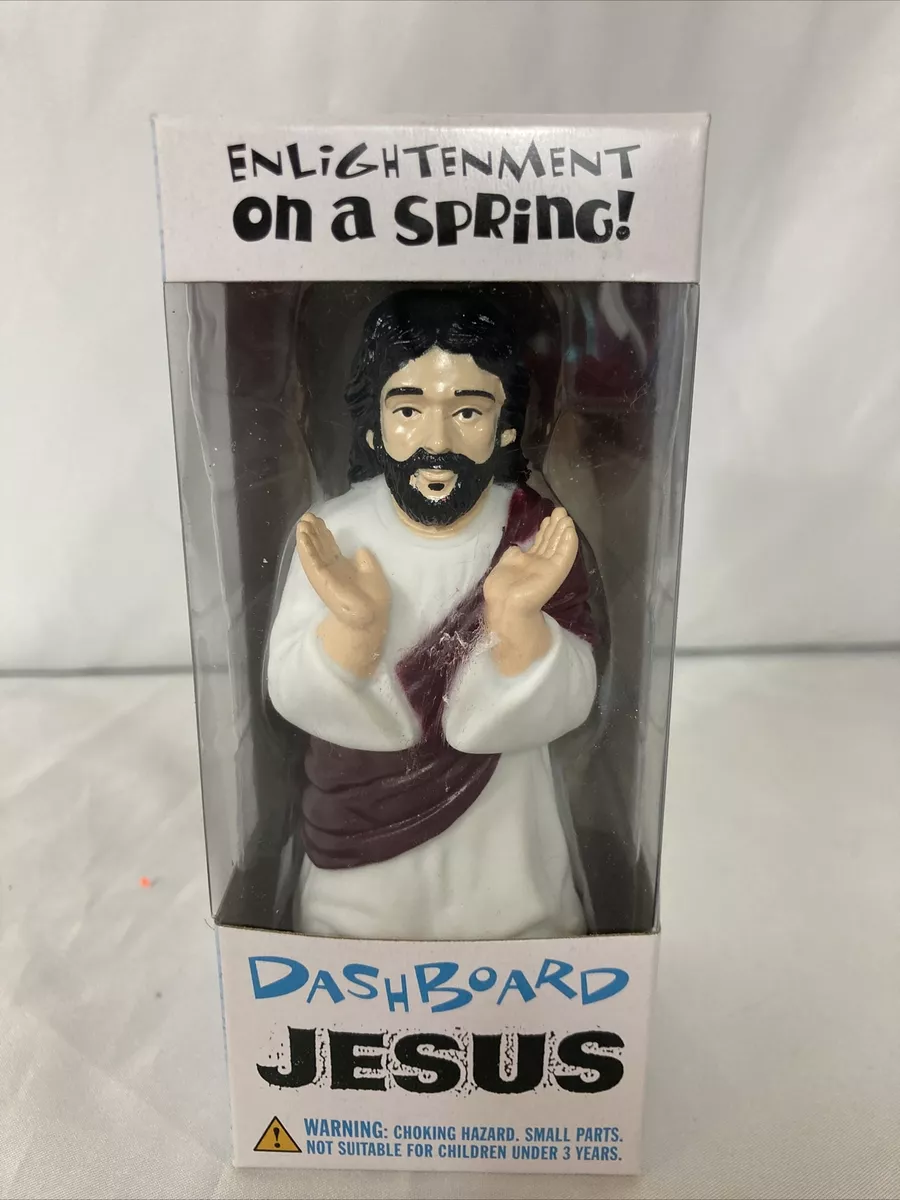 ENLiGHTENMENT
on a SPRinG!
DASHBOARD
JESUS
WARNING: CHOKING HAZARD. SMALL PARTS.
NOT SUITABLE FOR CHILDREN UNDER 3 YEARS.